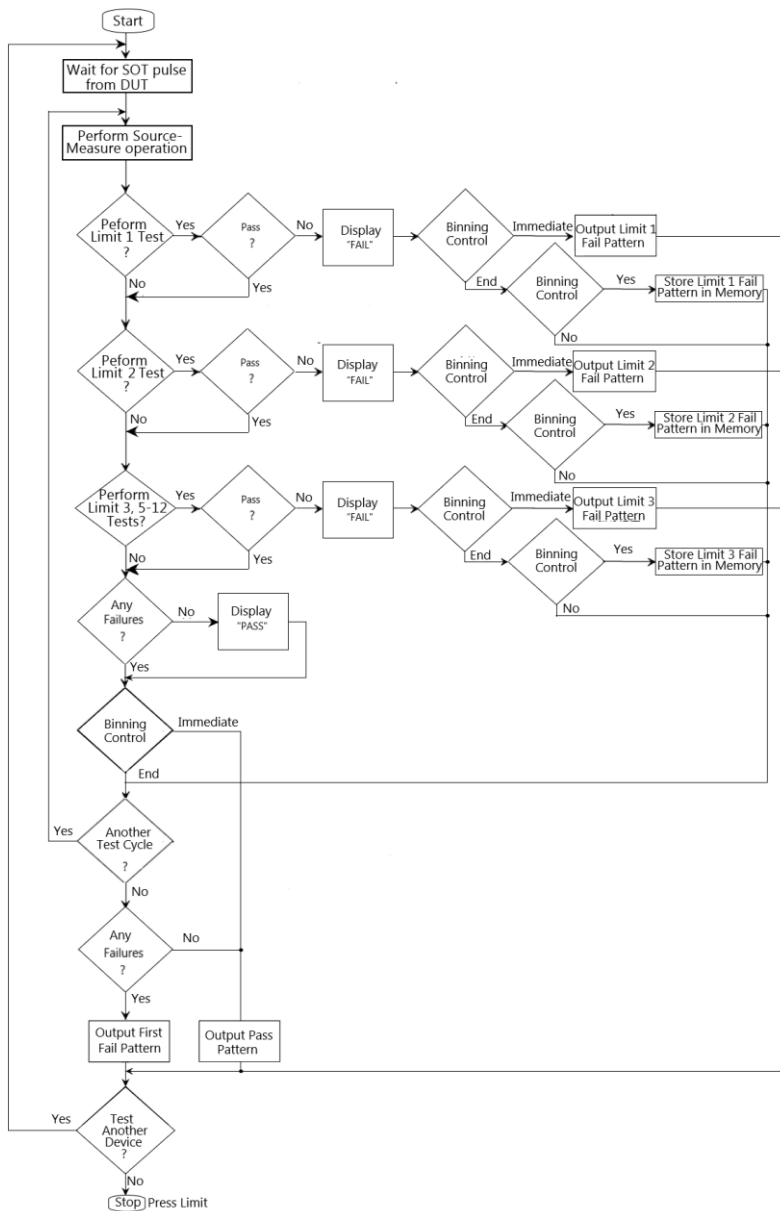 Start
Wait for SOT pulse
from DUT
Perform Source-
Measure operation
Peform
Limit 1 Test
?
Yes
Pass
?
No
Display
"FAIL"
Binning
Control
Immediate
Output Limit 1
Fail Pattern
No
Yes
End
Binning
Control
Yes
Store Limit 1 Fail
Pattern in Memory
No
Peform
Limit 2 Test
?
Yes
Pass
?
No
Display
"FAIL"
Binning
Control
Immediate
Output Limit 2
Fail Pattern
No
Yes
End
Binning
Control
Yes
Store Limit 2 Fail
Pattern in Memory
No
Perform
Limit 3, 5-12
Tests?
Yes
Pass
?
No
Display
"FAIL"
Binning
Control
Immediate
Output Limit 3
Fail Pattern
No
Yes
End
Binning
Control
Yes
Store Limit 3 Fail
Pattern in Memory
No
Any
Failures
?
No
Display
"PASS"
Yes
Binning
Control
Immediate
End
Another
Test Cycle
?
Yes
No
Any
Failures
?
No
Yes
Output First
Fail Pattern
Output Pass
Pattern
Test
Another
Device
?
Yes
No
Stop Press Limit